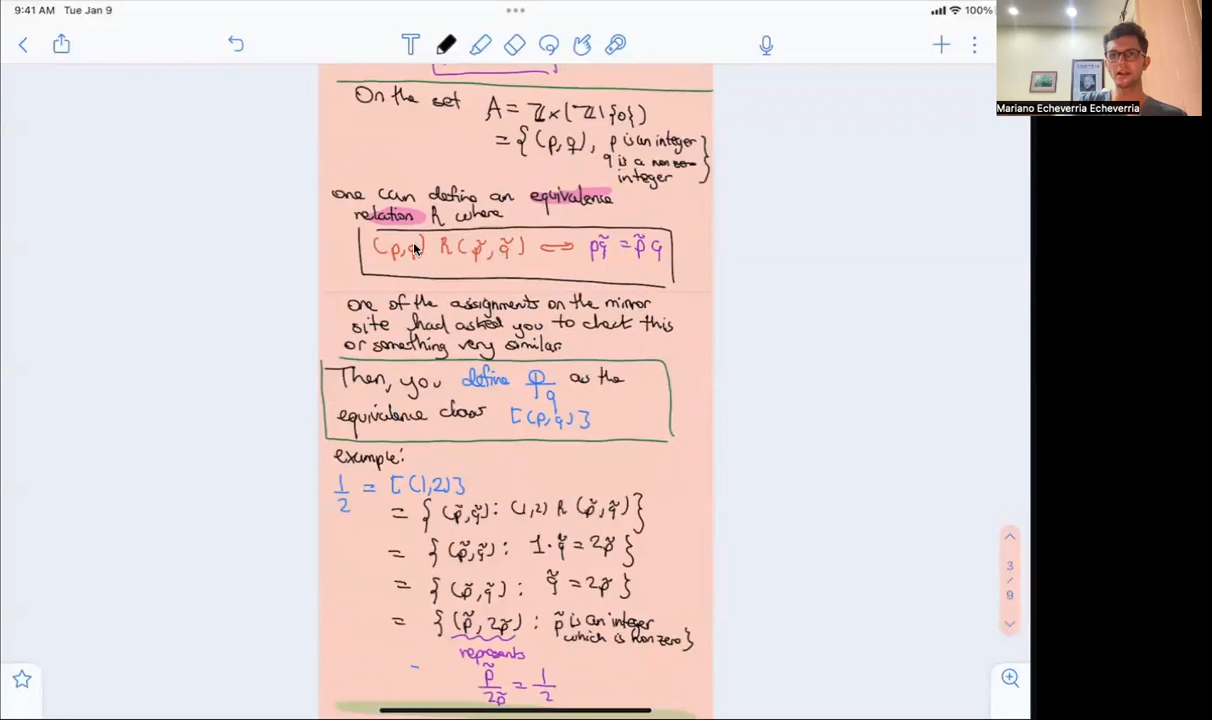 9:41 AM Tue Jan 9
100%
Mariano Echeverria Echeverria
On the set A = ℤ×(ℤ\{0})
= {(p,q), p is an integer
q is a non zero
integer}
one can define an equivalence
relation R where
(p,q) R (p̃,q̃) ⟺ pq̃ = p̃q
one of the assignments on the mirror
site had asked you to check this
or something very similar.
Then, you define p/q as the
equivalence class [(p,q)]
example:
1/2 = [(1,2)]
= {(p̃,q̃): (1,2) R (p̃,q̃)}
= {(p̃,q̃): 1·q̃ = 2p̃}
= {(p̃,q̃): q̃ = 2p̃}
= {(p̃,2p̃): p̃ is an integer
which is non zero}
represents
p̃/2p̃ = 1/2
3
/
9